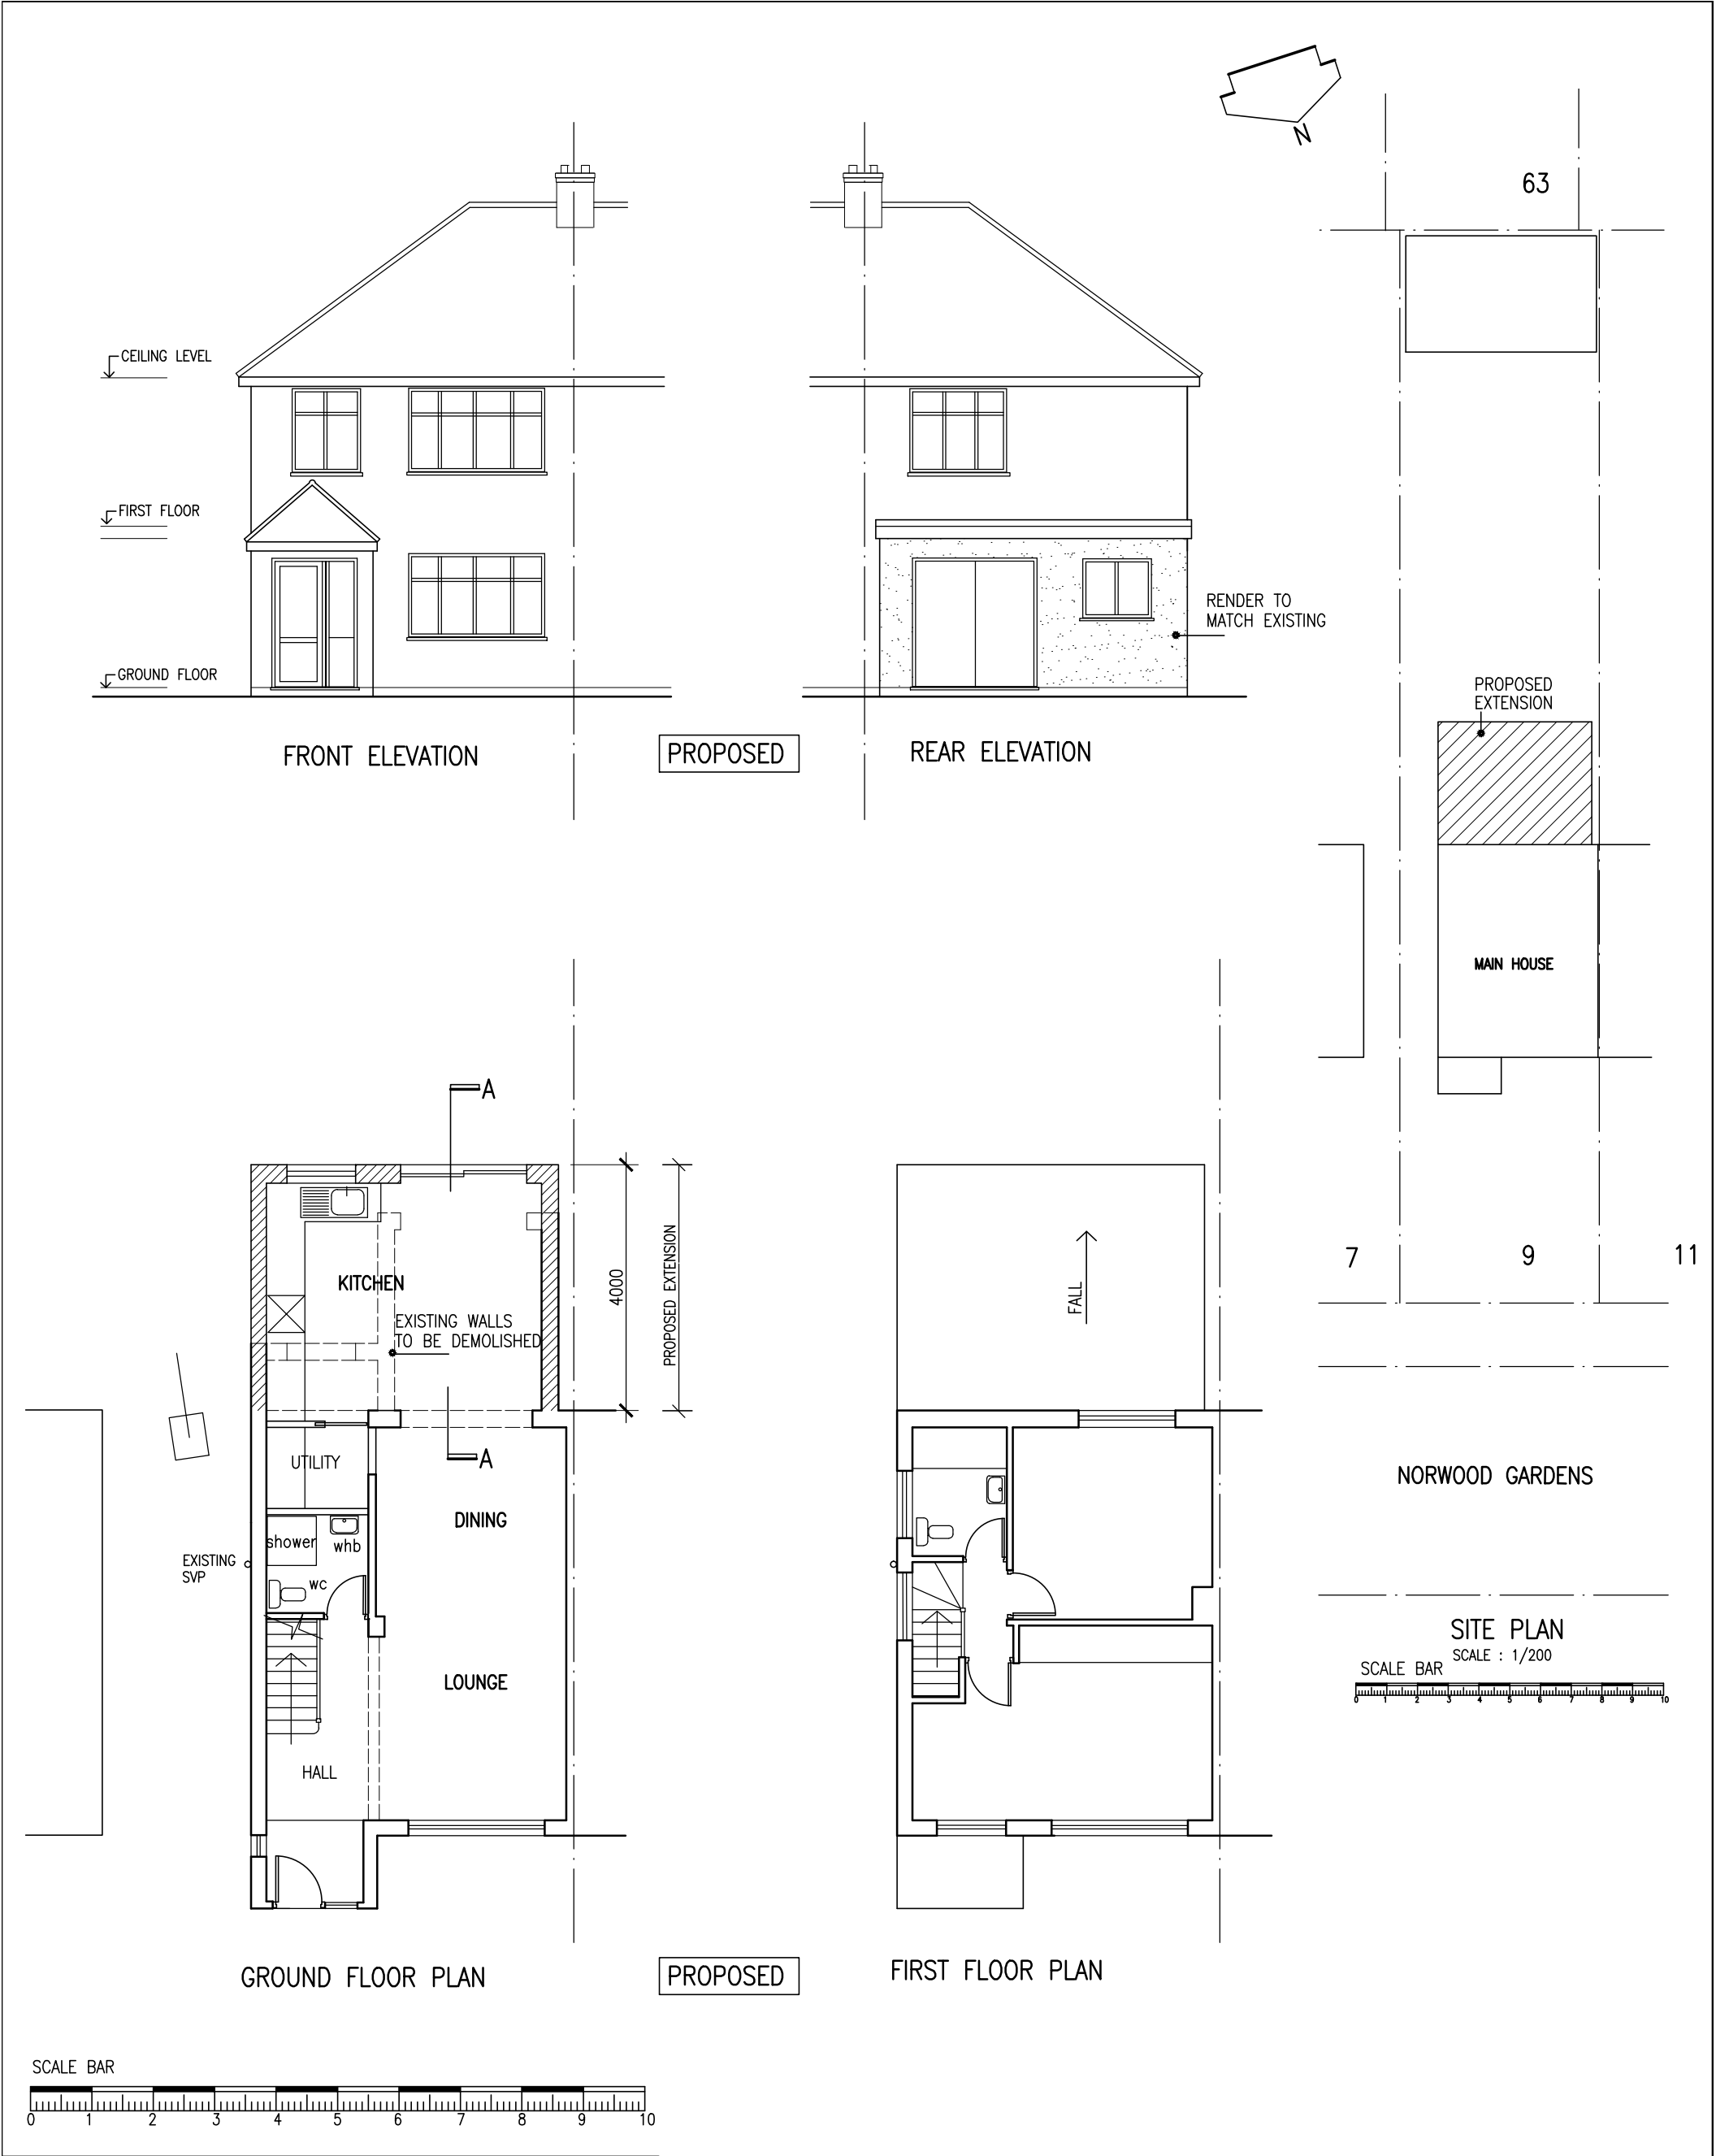 N
63
CEILING LEVEL
FIRST FLOOR
GROUND FLOOR
RENDER TO
MATCH EXISTING
FRONT ELEVATION
PROPOSED
REAR ELEVATION
PROPOSED
EXTENSION
MAIN HOUSE
A
KITCHEN
EXISTING WALLS
TO BE DEMOLISHED
4000
PROPOSED EXTENSION
A
UTILITY
DINING
shower
whb
wc
EXISTING
SVP
LOUNGE
HALL
FALL
7
9
11
NORWOOD GARDENS
SITE PLAN
SCALE : 1/200
SCALE BAR
0 1 2 3 4 5 6 7 8 9 10
GROUND FLOOR PLAN
PROPOSED
FIRST FLOOR PLAN
SCALE BAR
0 1 2 3 4 5 6 7 8 9 10